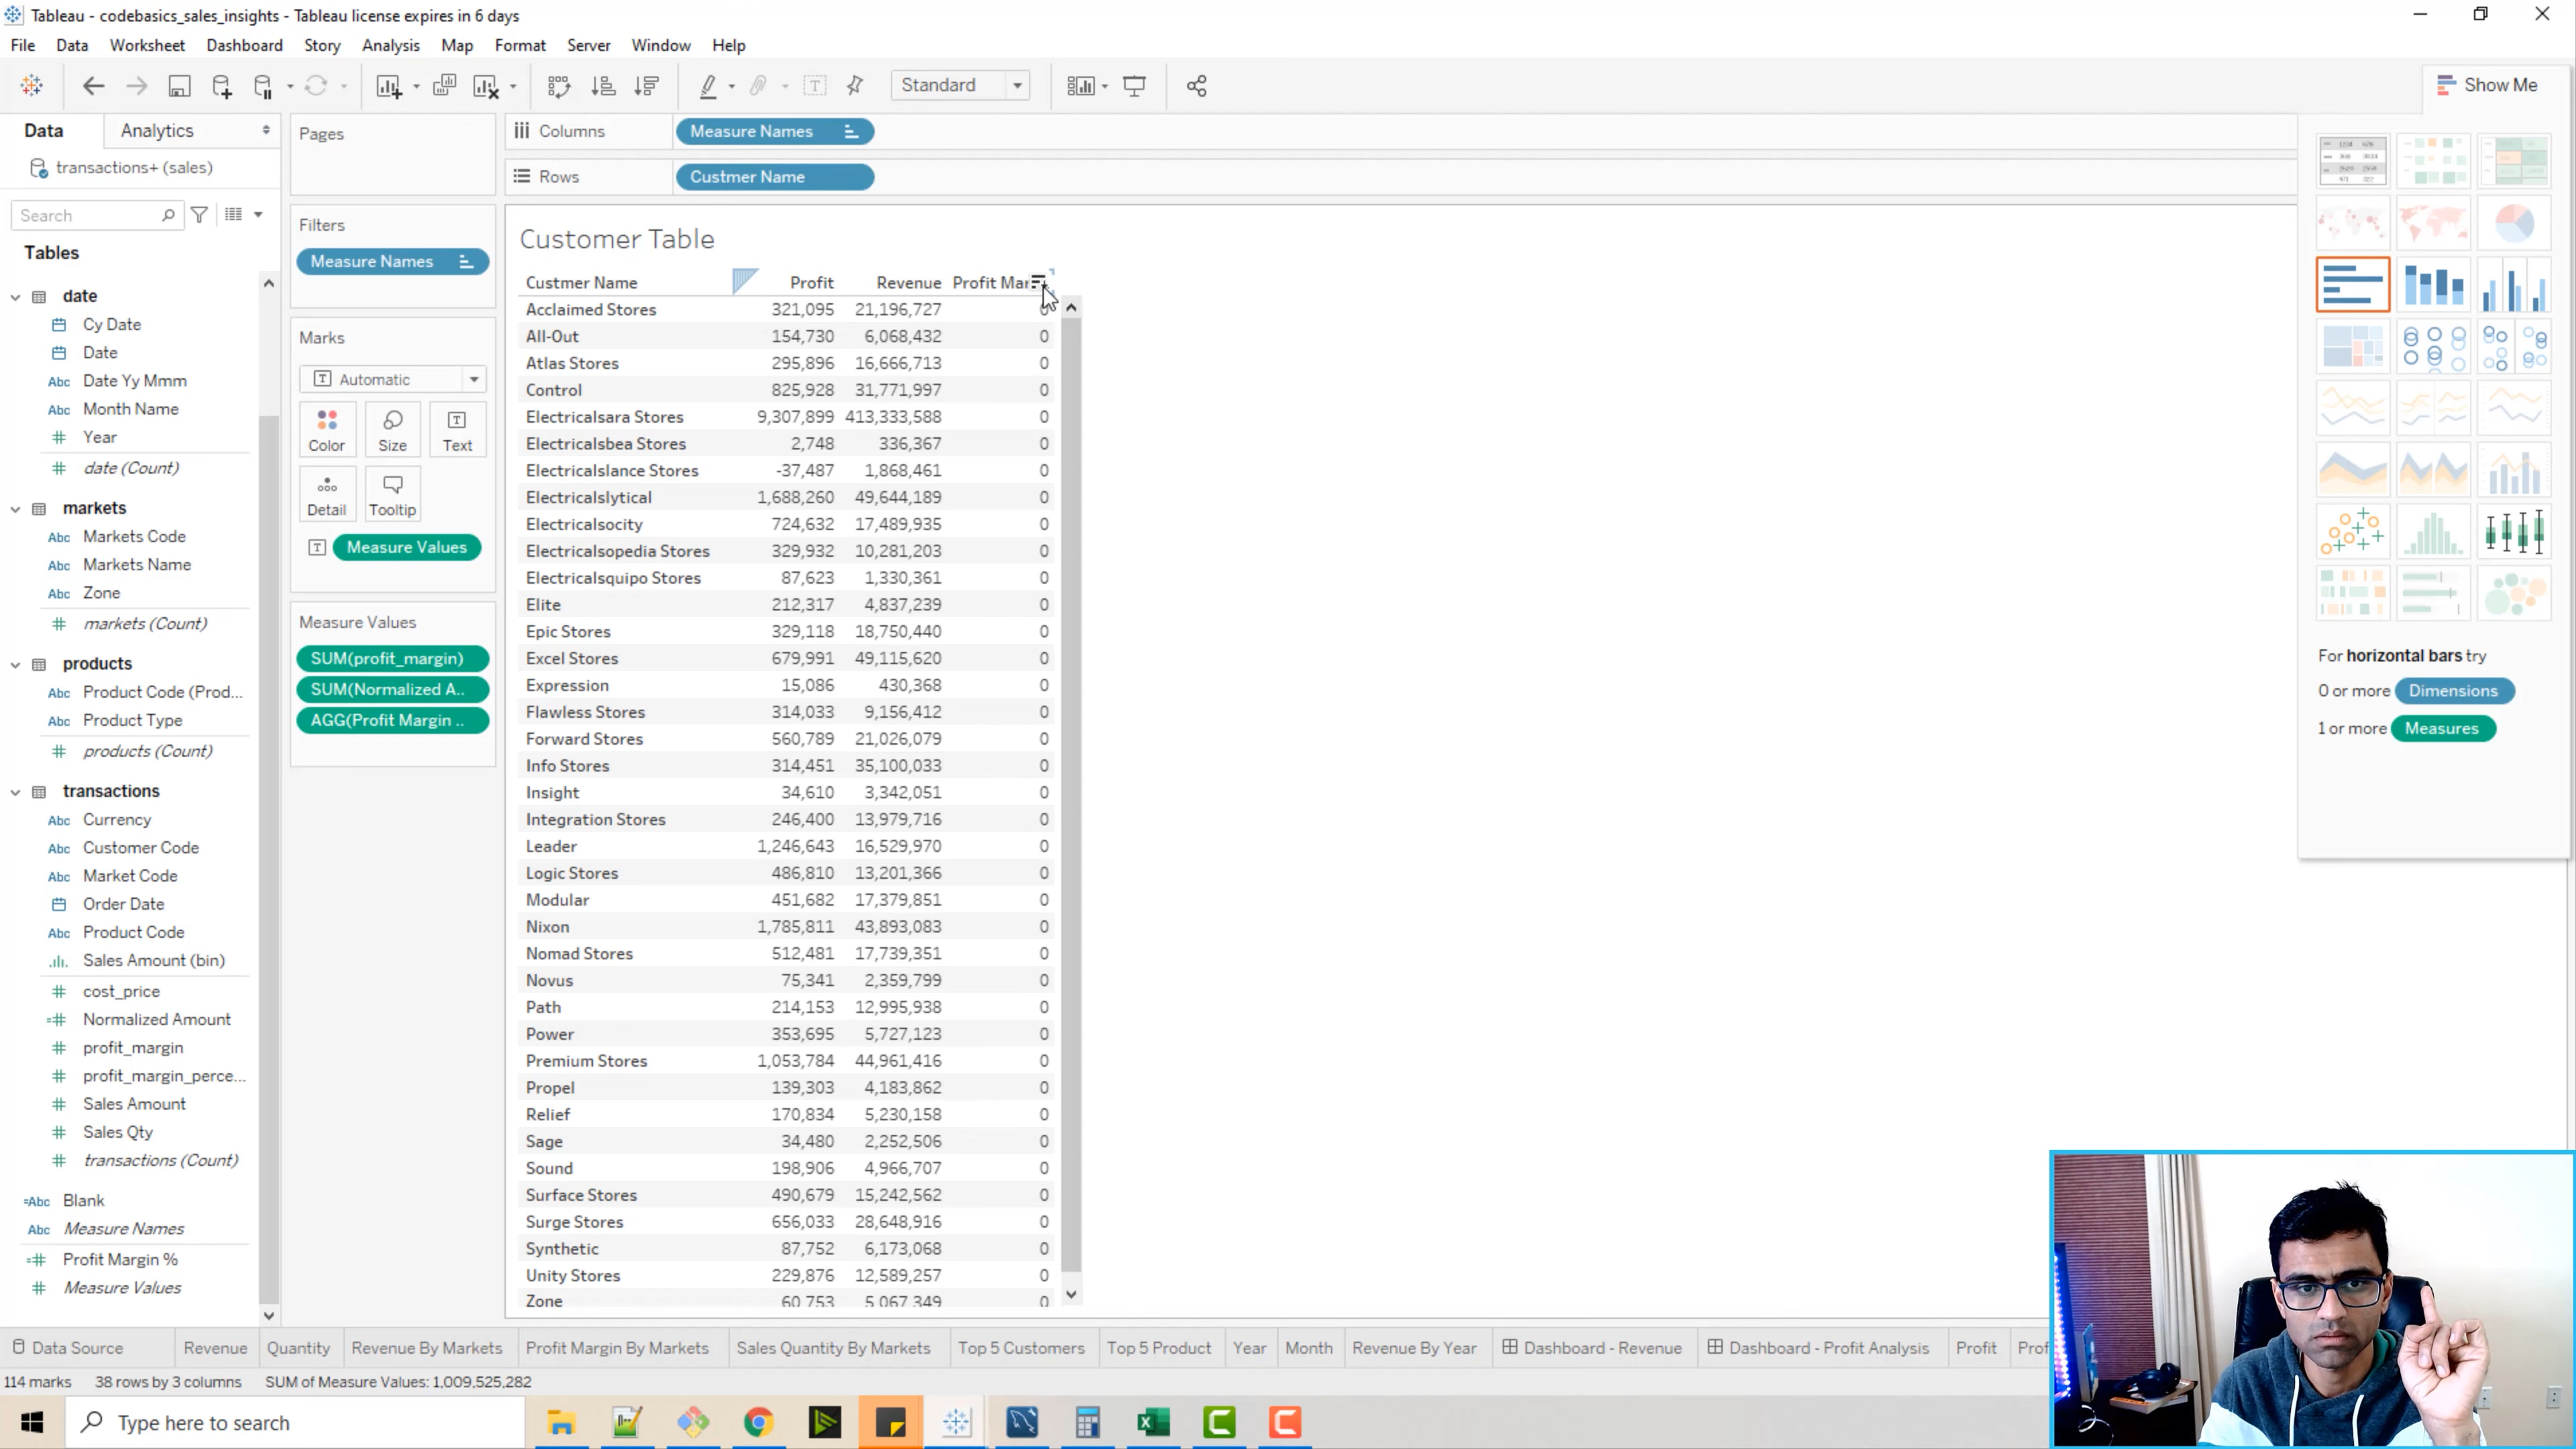 Tableau - codebasics_sales_insights - Tableau license expires in 6 days
File Data Worksheet Dashboard Story Analysis Map Format Server Window Help
Standard
Show Me
Data Analytics
transactions+ (sales)
Search
Tables
date
Cy Date
Date
Abc Date Yy Mmm
Abc Month Name
# Year
# date (Count)
markets
Abc Markets Code
Abc Markets Name
Abc Zone
# markets (Count)
products
Abc Product Code (Prod...
Abc Product Type
# products (Count)
transactions
Abc Currency
Abc Customer Code
Abc Market Code
Order Date
Abc Product Code
Sales Amount (bin)
# cost_price
=# Normalized Amount
# profit_margin
# profit_margin_perce...
# Sales Amount
# Sales Qty
# transactions (Count)
=Abc Blank
Abc Measure Names
=# Profit Margin %
# Measure Values
Pages
Filters
Measure Names
Marks
Automatic
Color Size Text
Detail Tooltip
Measure Values
Measure Values
SUM(profit_margin)
SUM(Normalized A..
AGG(Profit Margin ..
Columns Measure Names
Rows Custmer Name
Customer Table
Custmer Name Profit Revenue Profit Mar
Acclaimed Stores 321,095 21,196,727 0
All-Out 154,730 6,068,432 0
Atlas Stores 295,896 16,666,713 0
Control 825,928 31,771,997 0
Electricalsara Stores 9,307,899 413,333,588 0
Electricalsbea Stores 2,748 336,367 0
Electricalslance Stores -37,487 1,868,461 0
Electricalslytical 1,688,260 49,644,189 0
Electricalsocity 724,632 17,489,935 0
Electricalsopedia Stores 329,932 10,281,203 0
Electricalsquipo Stores 87,623 1,330,361 0
Elite 212,317 4,837,239 0
Epic Stores 329,118 18,750,440 0
Excel Stores 679,991 49,115,620 0
Expression 15,086 430,368 0
Flawless Stores 314,033 9,156,412 0
Forward Stores 560,789 21,026,079 0
Info Stores 314,451 35,100,033 0
Insight 34,610 3,342,051 0
Integration Stores 246,400 13,979,716 0
Leader 1,246,643 16,529,970 0
Logic Stores 486,810 13,201,366 0
Modular 451,682 17,379,851 0
Nixon 1,785,811 43,893,083 0
Nomad Stores 512,481 17,739,351 0
Novus 75,341 2,359,799 0
Path 214,153 12,995,938 0
Power 353,695 5,727,123 0
Premium Stores 1,053,784 44,961,416 0
Propel 139,303 4,183,862 0
Relief 170,834 5,230,158 0
Sage 34,480 2,252,506 0
Sound 198,906 4,966,707 0
Surface Stores 490,679 15,242,562 0
Surge Stores 656,033 28,648,916 0
Synthetic 87,752 6,173,068 0
Unity Stores 229,876 12,589,257 0
Zone 60,753 5,067,349 0
For horizontal bars try
0 or more Dimensions
1 or more Measures
Data Source Revenue Quantity Revenue By Markets Profit Margin By Markets Sales Quantity By Markets Top 5 Customers Top 5 Product Year Month Revenue By Year Dashboard - Revenue Dashboard - Profit Analysis Profit Prof
114 marks 38 rows by 3 columns SUM of Measure Values: 1,009,525,282
Type here to search